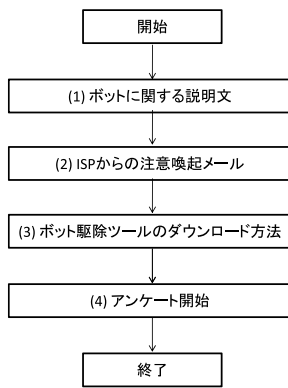 開始
(1) ボットに関する説明文
(2) ISPからの注意喚起メール
(3) ボット駆除ツールのダウンロード方法
(4) アンケート開始
終了